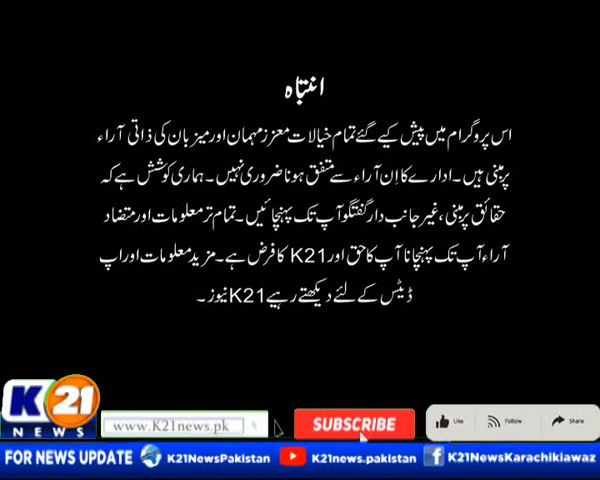 انتباہ
اس پروگرام میں پیش کیے گئے تمام خیالات معزز مہمان اور میزبان کی ذاتی آراء
پر مبنی ہیں۔ ادارے کا اِن آراء سے متفق ہونا ضروری نہیں۔ ہماری کوشش ہے کہ
حقائق پر مبنی، غیر جانب دار گفتگو آپ تک پہنچائیں۔ تمام تر معلومات اور متضاد
آراء آپ تک پہنچانا آپ کا حق اور K21 کا فرض ہے۔ مزید معلومات اور اپ
ڈیٹس کے لئے دیکھتے رہیے K21 نیوز۔
K21
NEWS
www.K21news.pk
SUBSCRIBE
Like
Follow
Share
FOR NEWS UPDATE K21NewsPakistan K21news.pakistan K21NewsKarachikiawaz